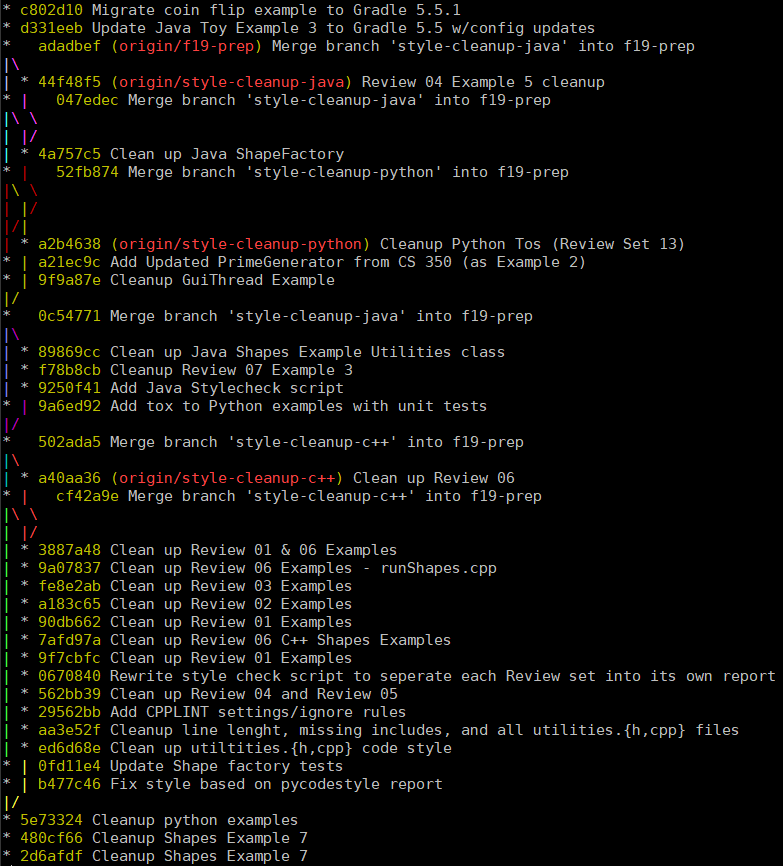 * c802d10 Migrate coin flip example to Gradle 5.5.1
* d331eeb Update Java Toy Example 3 to Gradle 5.5 w/config updates
*   adadbef (origin/f19-prep) Merge branch 'style-cleanup-java' into f19-prep
|\
| * 44f48f5 (origin/style-cleanup-java) Review 04 Example 5 cleanup
* |   047edec Merge branch 'style-cleanup-java' into f19-prep
|\ \
| |/
| * 4a757c5 Clean up Java ShapeFactory
* |   52fb874 Merge branch 'style-cleanup-python' into f19-prep
|\ \
| |/
|/|
| * a2b4638 (origin/style-cleanup-python) Cleanup Python Tos (Review Set 13)
* | a21ec9c Add Updated PrimeGenerator from CS 350 (as Example 2)
* | 9f9a87e Cleanup GuiThread Example
|/
*   0c54771 Merge branch 'style-cleanup-java' into f19-prep
|\
| * 89869cc Clean up Java Shapes Example Utilities class
| * f78b8cb Cleanup Review 07 Example 3
| * 9250f41 Add Java Stylecheck script
* | 9a6ed92 Add tox to Python examples with unit tests
|/
*   502ada5 Merge branch 'style-cleanup-c++' into f19-prep
|\
| * a40aa36 (origin/style-cleanup-c++) Clean up Review 06
* |   cf42a9e Merge branch 'style-cleanup-c++' into f19-prep
|\ \
| |/
| * 3887a48 Clean up Review 01 & 06 Examples
| * 9a07837 Clean up Review 06 Examples - runShapes.cpp
| * fe8e2ab Clean up Review 03 Examples
| * a183c65 Clean up Review 02 Examples
| * 90db662 Clean up Review 01 Examples
| * 7afd97a Clean up Review 06 C++ Shapes Examples
| * 9f7cbfc Clean up Review 01 Examples
| * 0670840 Rewrite style check script to seperate each Review set into its own report
| * 562bb39 Clean up Review 04 and Review 05
| * 29562bb Add CPPLINT settings/ignore rules
| * aa3e52f Cleanup line lenght, missing includes, and all utilities.{h,cpp} files
| * ed6d68e Clean up utiltities.{h,cpp} code style
* | 0fd11e4 Update Shape factory tests
* | b477c46 Fix style based on pycodestyle report
|/
* 5e73324 Cleanup python examples
* 480cf66 Cleanup Shapes Example 7
* 2d6afdf Cleanup Shapes Example 7